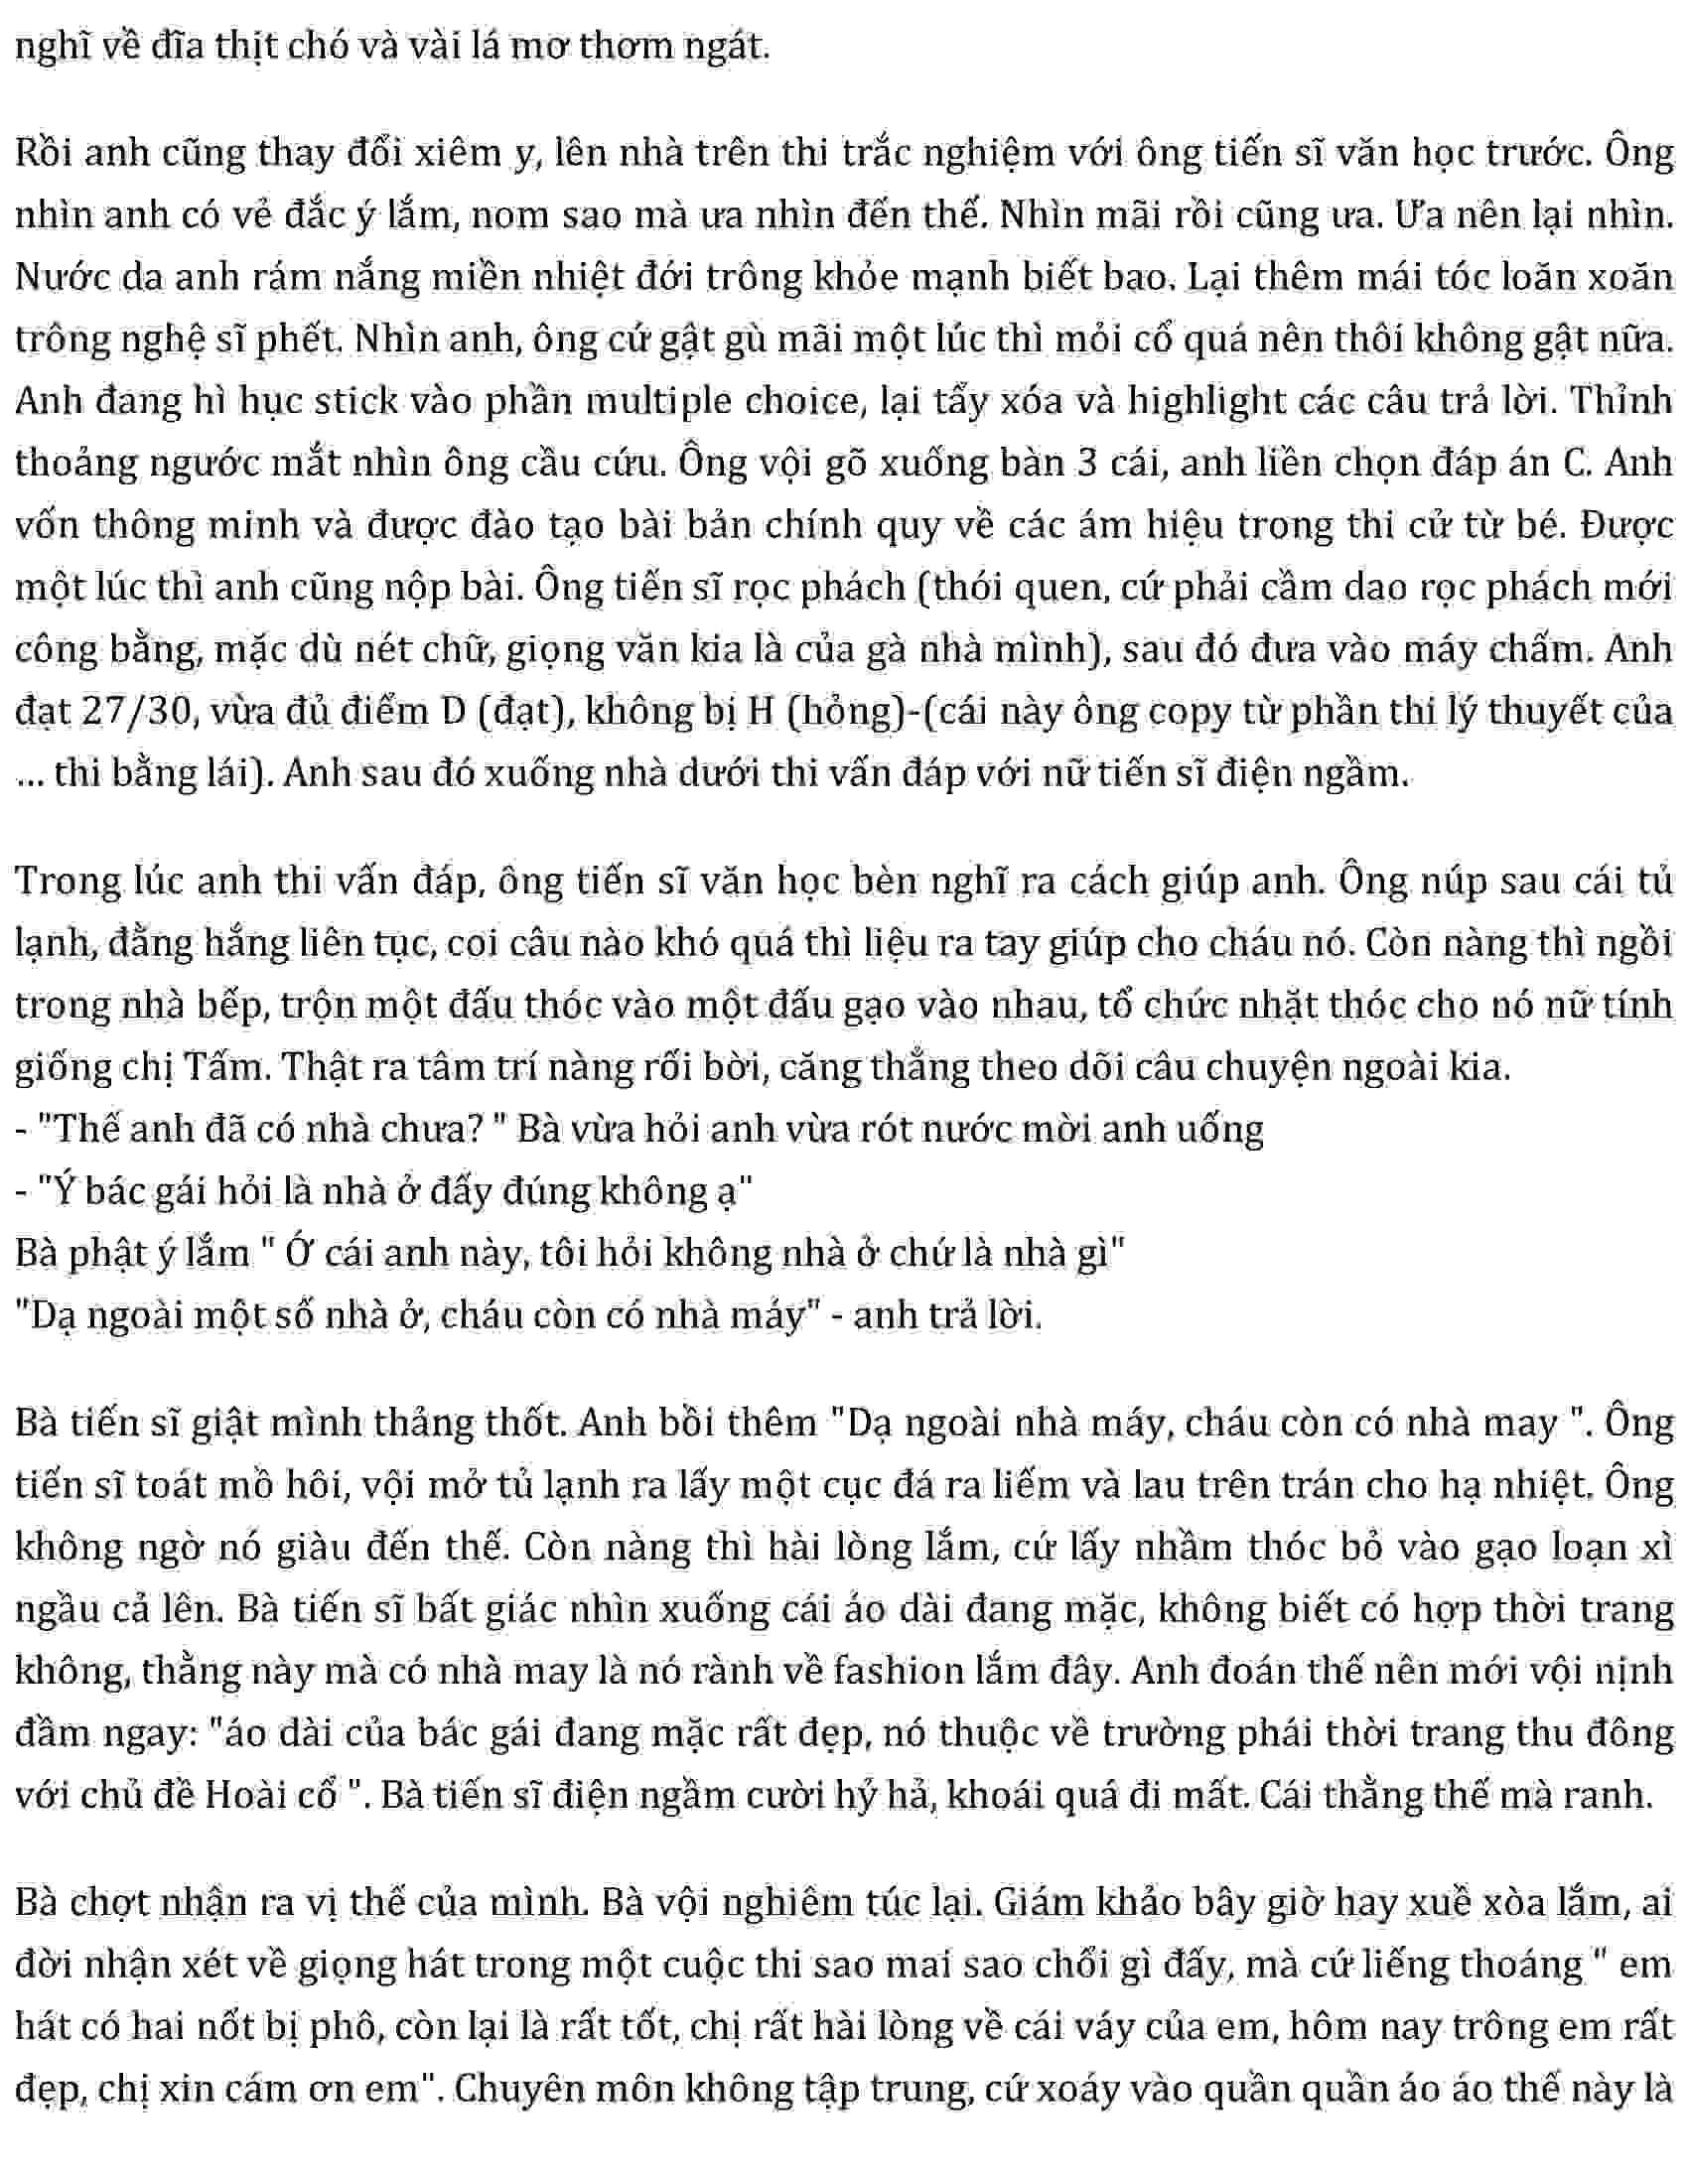 nghĩ về đĩa thịt chó và vài lá mơ thơm ngát.
Rồi anh cũng thay đổi xiêm y, lên nhà trên thi trắc nghiệm với ông tiến sĩ văn học trước. Ông
nhìn anh có vẻ đắc ý lắm, nom sao mà ưa nhìn đến thế. Nhìn mãi rồi cũng ưa. Ưa nên lại nhìn.
Nước da anh rám nắng miền nhiệt đới trông khỏe mạnh biết bao. Lại thêm mái tóc loăn xoăn
trông nghệ sĩ phết. Nhìn anh, ông cứ gật gù mãi một lúc thì mỏi cổ quá nên thôi không gật nữa.
Anh đang hì hục stick vào phần multiple choice, lại tẩy xóa và highlight các câu trả lời. Thỉnh
thoảng ngước mắt nhìn ông cầu cứu. Ông vội gõ xuống bàn 3 cái, anh liền chọn đáp án C. Anh
vốn thông minh và được đào tạo bài bản chính quy về các ám hiệu trong thi cử từ bé. Được
một lúc thì anh cũng nộp bài. Ông tiến sĩ rọc phách (thói quen, cứ phải cầm dao rọc phách mới
công bằng, mặc dù nét chữ, giọng văn kia là của gà nhà mình), sau đó đưa vào máy chấm. Anh
đạt 27/30, vừa đủ điểm D (đạt), không bị H (hỏng)-(cái này ông copy từ phần thi lý thuyết của
... thi bằng lái). Anh sau đó xuống nhà dưới thi vấn đáp với nữ tiến sĩ điện ngầm.
Trong lúc anh thi vấn đáp, ông tiến sĩ văn học bèn nghĩ ra cách giúp anh. Ông núp sau cái tủ
lạnh, đằng hắng liên tục, coi câu nào khó quá thì liệu ra tay giúp cho cháu nó. Còn nàng thì ngồi
trong nhà bếp, trộn một đấu thóc vào một đấu gạo vào nhau, tổ chức nhặt thóc cho nó nữ tính
giống chị Tấm. Thật ra tâm trí nàng rối bời, căng thẳng theo dõi câu chuyện ngoài kia.
- "Thế anh đã có nhà chưa? " Bà vừa hỏi anh vừa rót nước mời anh uống
- "Ý bác gái hỏi là nhà ở đấy đúng không ạ"
Bà phật ý lắm " Ớ cái anh này, tôi hỏi không nhà ở chứ là nhà gì"
"Dạ ngoài một số nhà ở, cháu còn có nhà máy" - anh trả lời.
Bà tiến sĩ giật mình thảng thốt. Anh bồi thêm "Dạ ngoài nhà máy, cháu còn có nhà may ". Ông
tiến sĩ toát mồ hôi, vội mở tủ lạnh ra lấy một cục đá ra liếm và lau trên trán cho hạ nhiệt. Ông
không ngờ nó giàu đến thế. Còn nàng thì hài lòng lắm, cứ lấy nhầm thóc bỏ vào gạo loạn xì
ngầu cả lên. Bà tiến sĩ bất giác nhìn xuống cái áo dài đang mặc, không biết có hợp thời trang
không, thằng này mà có nhà may là nó rành về fashion lắm đây. Anh đoán thế nên mới vội nịnh
đầm ngay: "áo dài của bác gái đang mặc rất đẹp, nó thuộc về trường phái thời trang thu đông
với chủ đề Hoài cổ ". Bà tiến sĩ điện ngầm cười hỷ hả, khoái quá đi mất. Cái thằng thế mà ranh.
Bà chợt nhận ra vị thế của mình. Bà vội nghiêm túc lại. Giám khảo bây giờ hay xuề xòa lắm, ai
đời nhận xét về giọng hát trong một cuộc thi sao mai sao chổi gì đấy, mà cứ liếng thoáng " em
hát có hai nốt bị phô, còn lại là rất tốt, chị rất hài lòng về cái váy của em, hôm nay trông em rất
đẹp, chị xin cám ơn em". Chuyên môn không tập trung, cứ xoáy vào quần quần áo áo thế này là